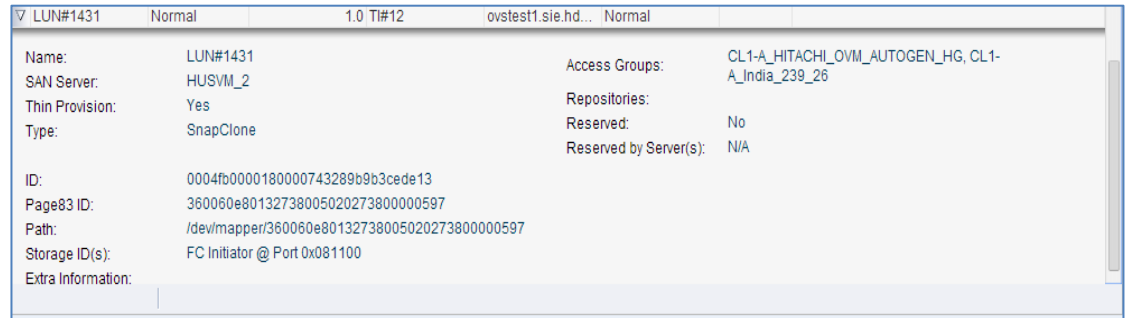 LUN#1431 Normal 1.0 TI#12 ovstest1.sie.hd... Normal
Name: LUN#1431
SAN Server: HUSVM_2
Thin Provision: Yes
Type: SnapClone
Access Groups: CL1-A_HITACHI_OVM_AUTOGEN_HG, CL1-
A_India_239_26
Repositories:
Reserved: No
Reserved by Server(s): N/A
ID: 0004fb0000180000743289b9b3cede13
Page83 ID: 360060e80132738005020273800000597
Path: /dev/mapper/360060e80132738005020273800000597
Storage ID(s): FC Initiator @ Port 0x081100
Extra Information: